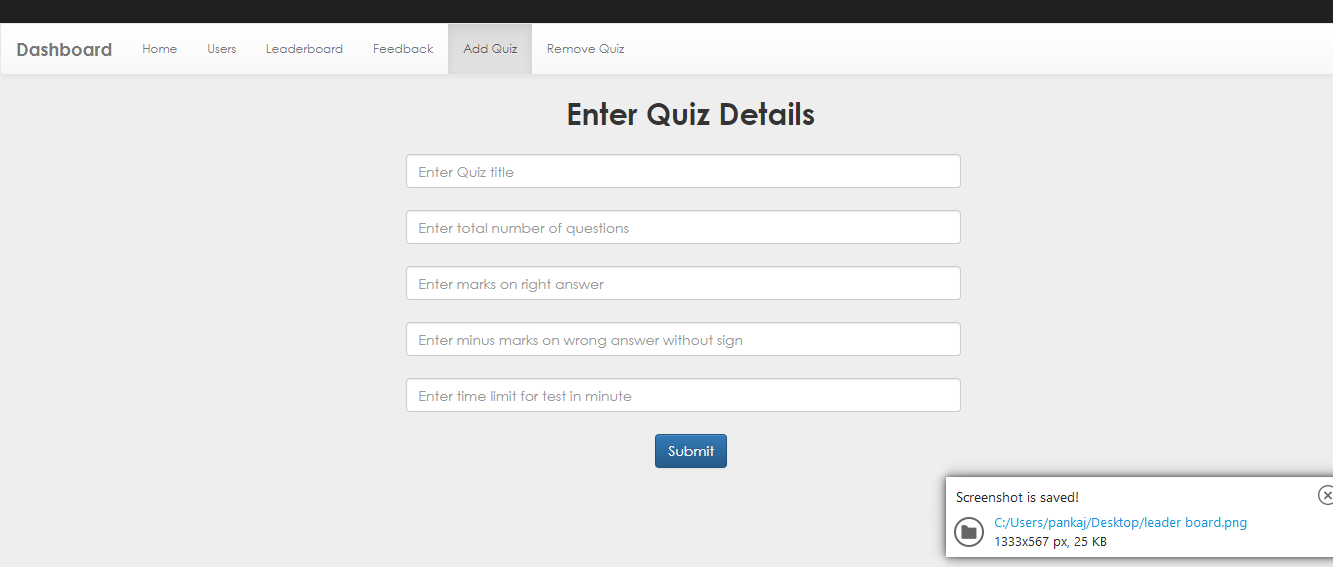 Dashboard Home Users Leaderboard Feedback Add Quiz Remove Quiz
Enter Quiz Details
Enter Quiz title
Enter total number of questions
Enter marks on right answer
Enter minus marks on wrong answer without sign
Enter time limit for test in minute
Submit
Screenshot is saved!
C:/Users/pankaj/Desktop/leader board.png
1333x567 px, 25 KB